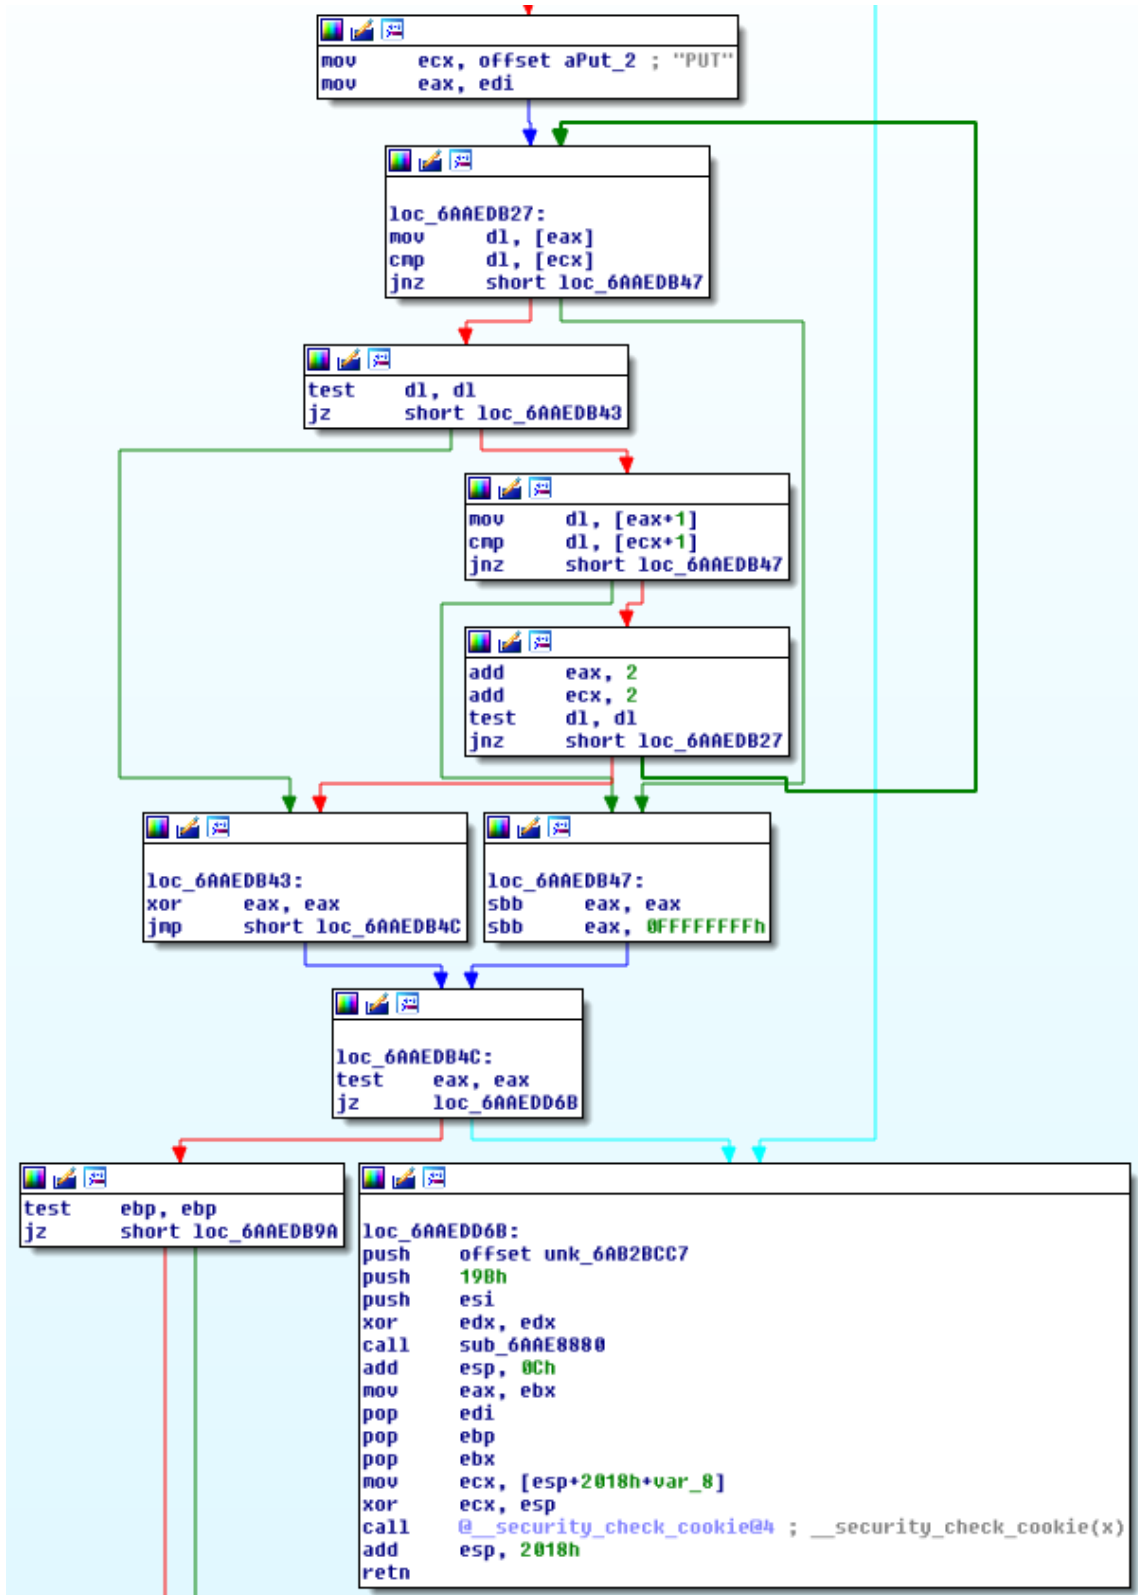 mov ecx, offset aPut_2 ; "PUT"
mov eax, edi
loc_6AAEDB27:
mov dl, [eax]
cmp dl, [ecx]
jnz short loc_6AAEDB47
test dl, dl
jz short loc_6AAEDB43
mov dl, [eax+1]
cmp dl, [ecx+1]
jnz short loc_6AAEDB47
add eax, 2
add ecx, 2
test dl, dl
jnz short loc_6AAEDB27
loc_6AAEDB43:
xor eax, eax
jmp short loc_6AAEDB4C
loc_6AAEDB47:
sbb eax, eax
sbb eax, 0FFFFFFFFh
loc_6AAEDB4C:
test eax, eax
jz loc_6AAEDD6B
test ebp, ebp
jz short loc_6AAEDB9A
loc_6AAEDD6B:
push offset unk_6AB2BCC7
push 19Bh
push esi
xor edx, edx
call sub_6AAE8880
add esp, 0Ch
mov eax, ebx
pop edi
pop ebp
pop ebx
mov ecx, [esp+2018h+var_8]
xor ecx, esp
call @__security_check_cookie@4 ; __security_check_cookie(x)
add esp, 2018h
retn